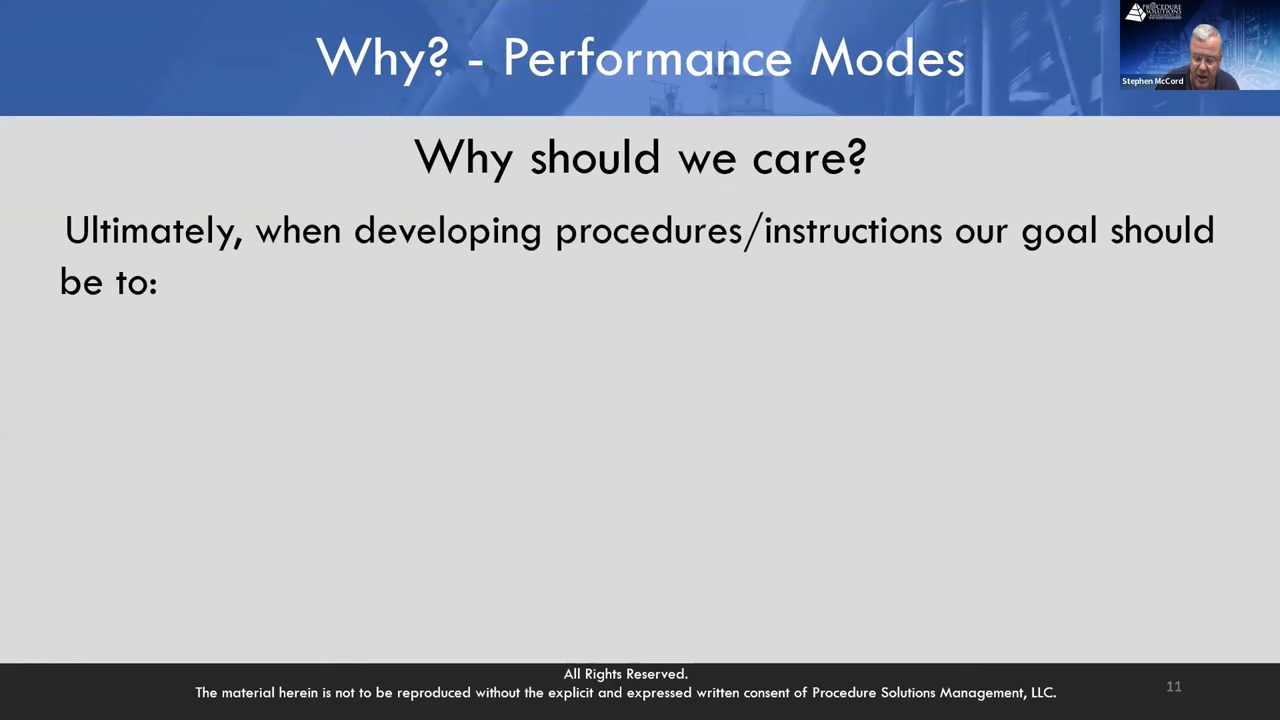 Why? - Performance Modes
PROCEDURE
SOLUTIONS
Stephen McCord
Why should we care?
Ultimately, when developing procedures/instructions our goal should
be to:
All Rights Reserved.
The material herein is not to be reproduced without the explicit and expressed written consent of Procedure Solutions Management, LLC.
11